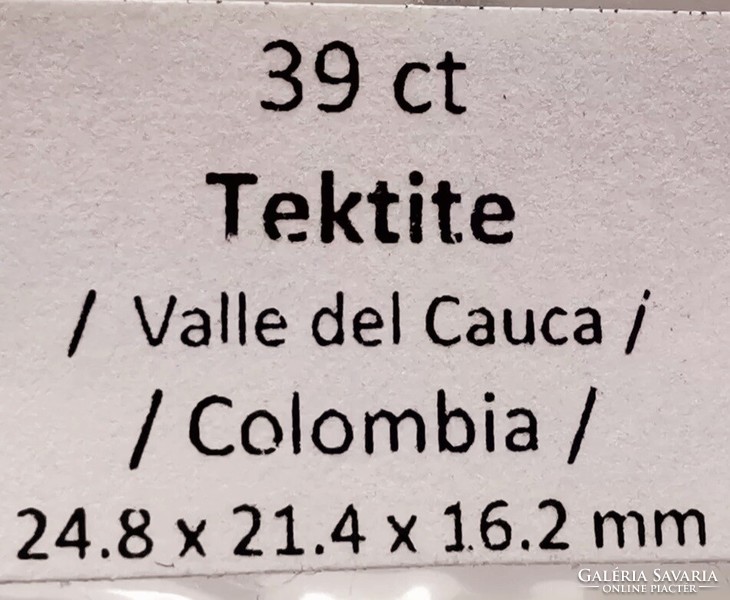 39 ct
Tektite
/ Valle del Cauca /
/ Colombia /
24.8 x 21.4 x 16.2 mm
GALÉRIA SAVARIA
ONLINE PIACTÉR